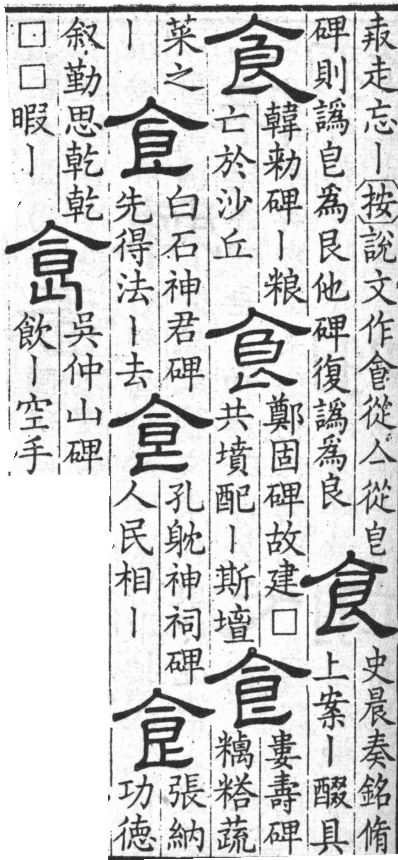 走忘丨按說文作𩙿從亼從皀
碑則譌皀爲艮他碑復譌爲良
食
史晨奏銘脩
上案丨醊具
食
韓勑碑丨粮
亡於沙丘
食
鄭固碑故建□
共墳配丨斯壇
食
婁壽碑
蔬
菜之
丨
食
白石神君碑
先得法丨去
食
孔躭神祠碑
人民相丨
食
張納
功德
叙勤思乾乾
□□暇丨
食
吳仲山碑
飲丨空手